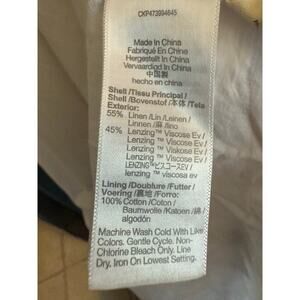 CKP473994645
Made In China
Fabriqué En Chine
Hergestellt In China
Vervaardigd In China
中国製
hecho en china
Shell /Tissu Principal /
Shell /Bovenstof /本体 /Tela
Exterior:
55% Linen /Lin /Leinen /
Linnen /麻 /lino
45% Lenzing™ Viscose Ev /
Lenzing™ Viscose Ev /
Lenzing™ Viskose Ev /
Lenzing™ Viscose Ev /
LENZING™ビスコースEV /
lenzing™ viscosa ev
Lining /Doublure /Futter /
Voering /裏地 /Forro:
100% Cotton /Coton /
Baumwolle /Katoen /綿 /
algodón
Machine Wash Cold With Like
Colors. Gentle Cycle. Non-
Chlorine Bleach Only. Line
Dry. Iron On Lowest Setting.